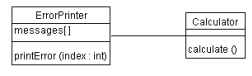 ErrorPrinter
messages[]
printError (index : int)
Calculator
calculate ()